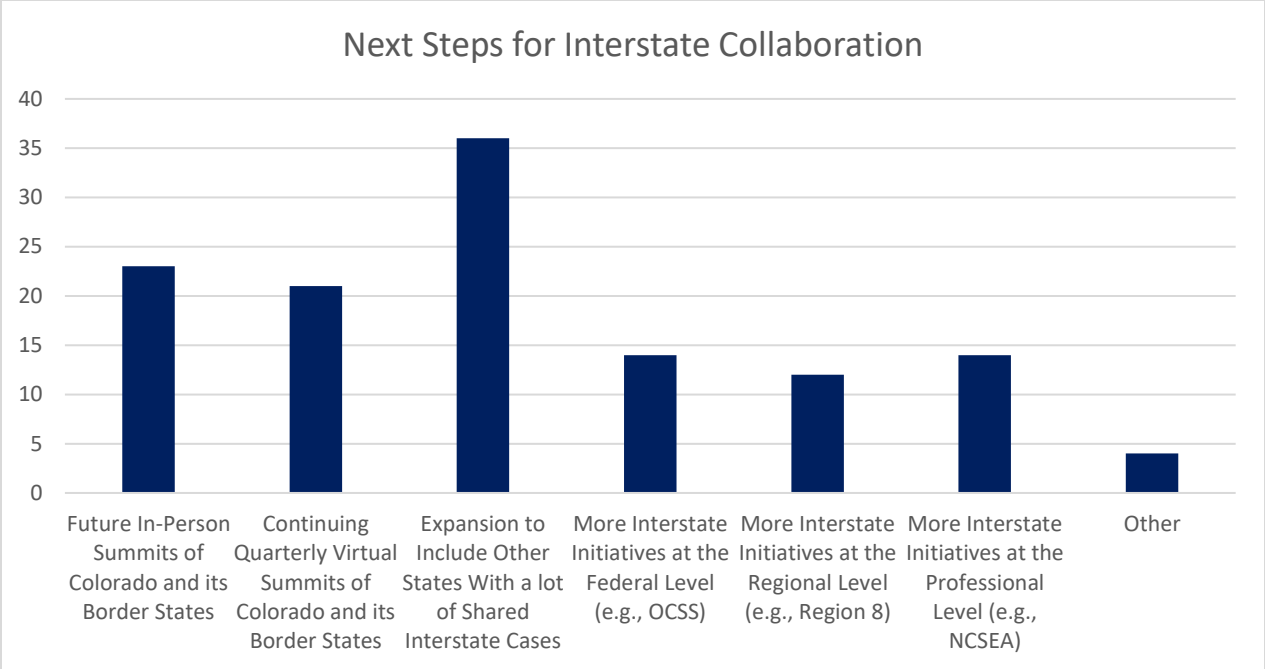 Next Steps for Interstate Collaboration
40
35
30
25
20
15
10
5
0
Future In-Person
Summits of
Colorado and its
Border States
Continuing
Quarterly Virtual
Summits of
Colorado and its
Border States
Expansion to
Include Other
States With a lot
of Shared
Interstate Cases
More Interstate
Initiatives at the
Federal Level
(e.g., OCSS)
More Interstate
Initiatives at the
Regional Level
(e.g., Region 8)
More Interstate
Initiatives at the
Professional
Level (e.g.,
NCSEA)
Other